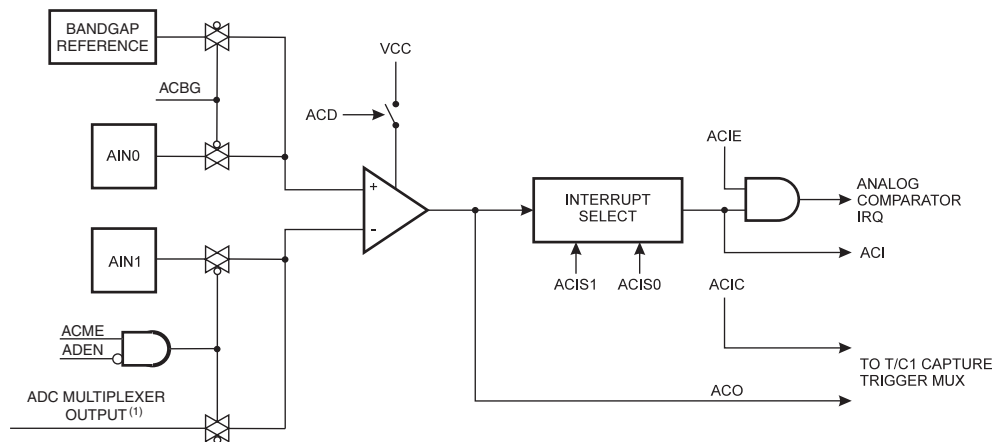 BANDGAP
REFERENCE
VCC
ACBG
ACD
AIN0
ACIE
+
INTERRUPT
SELECT
ANALOG
COMPARATOR
IRQ
-
AIN1
ACI
ACIS1 ACIS0
ACIC
ACME
ADEN
TO T/C1 CAPTURE
TRIGGER MUX
ADC MULTIPLEXER
OUTPUT (1)
ACO